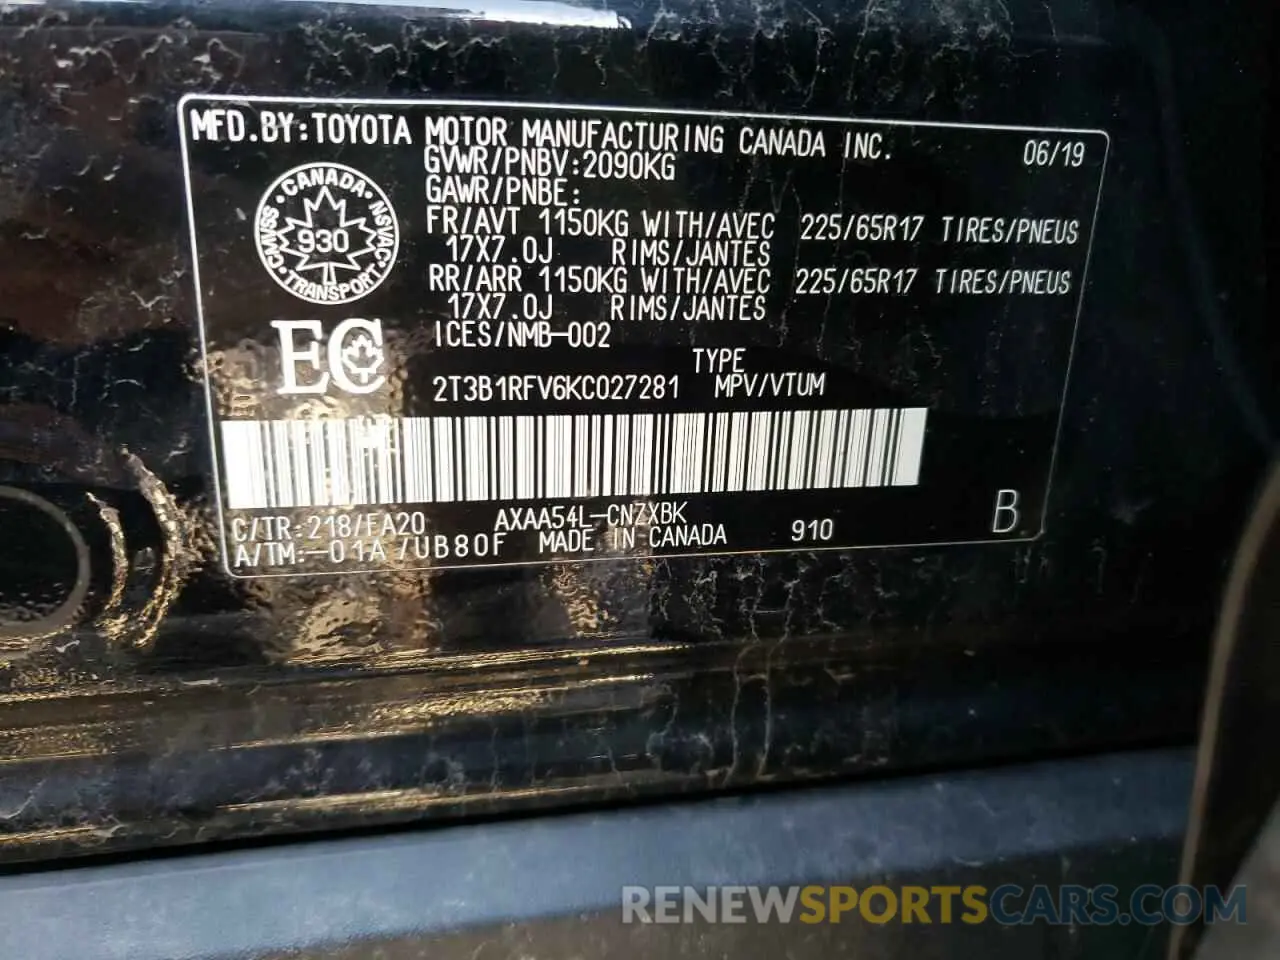 MFD.BY:TOYOTA MOTOR MANUFACTURING CANADA INC. 06/19
GVWR/PNBV:2090KG
GAWR/PNBE:
FR/AVT 1150KG WITH/AVEC 225/65R17 TIRES/PNEUS
17X7.0J RIMS/JANTES
RR/ARR 1150KG WITH/AVEC 225/65R17 TIRES/PNEUS
17X7.0J RIMS/JANTES
CANADA
CMVSS 930 NSVAC
TRANSPORT
EC
ICES/NMB-002
TYPE
2T3B1RFV6KC027281 MPV/VTUM
C/TR:218/FA20 AXAA54L-CNZXBK
A/TM:-01A/UB80F MADE IN CANADA 910 B
RENEWSPORTSCARS.COM